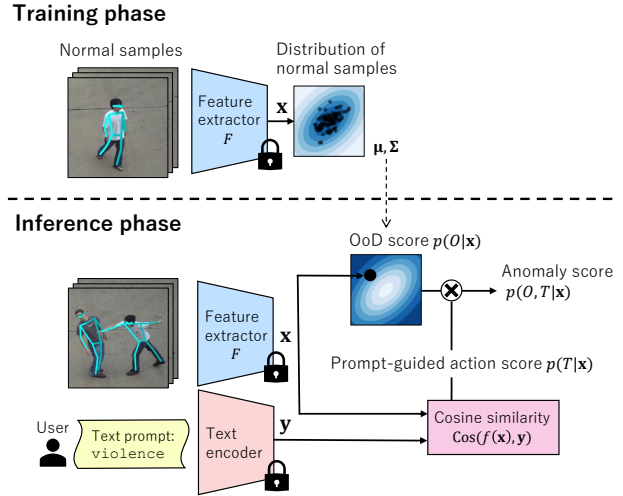 Training phase
Normal samples
Distribution of
normal samples
Feature
extractor
F
x
μ, Σ
Inference phase
OoD score p(O|x)
Anomaly score
p(O, T|x)
Feature
extractor
F
x
Prompt-guided action score p(T|x)
User
Text prompt:
violence
Text
encoder
y
Cosine similarity
Cos(f(x), y)